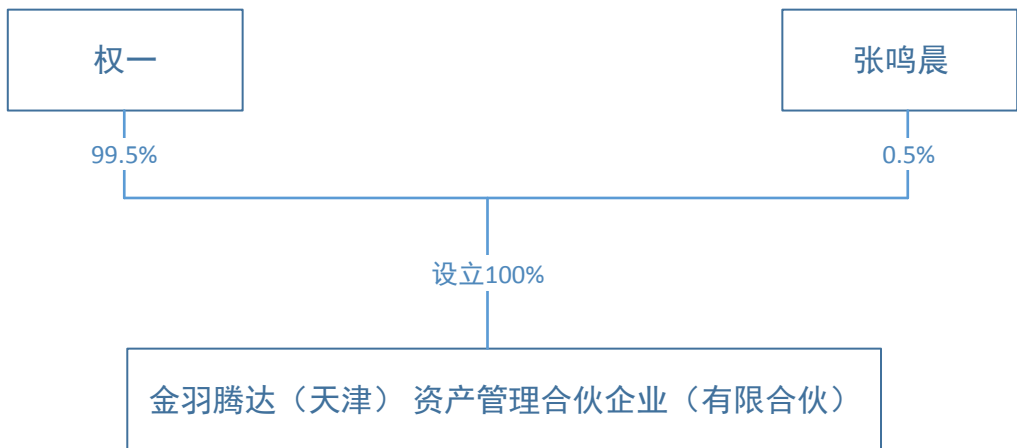 权一
张鸣晨
99.5%
0.5%
设立100%
金羽腾达（天津） 资产管理合伙企业（有限合伙）